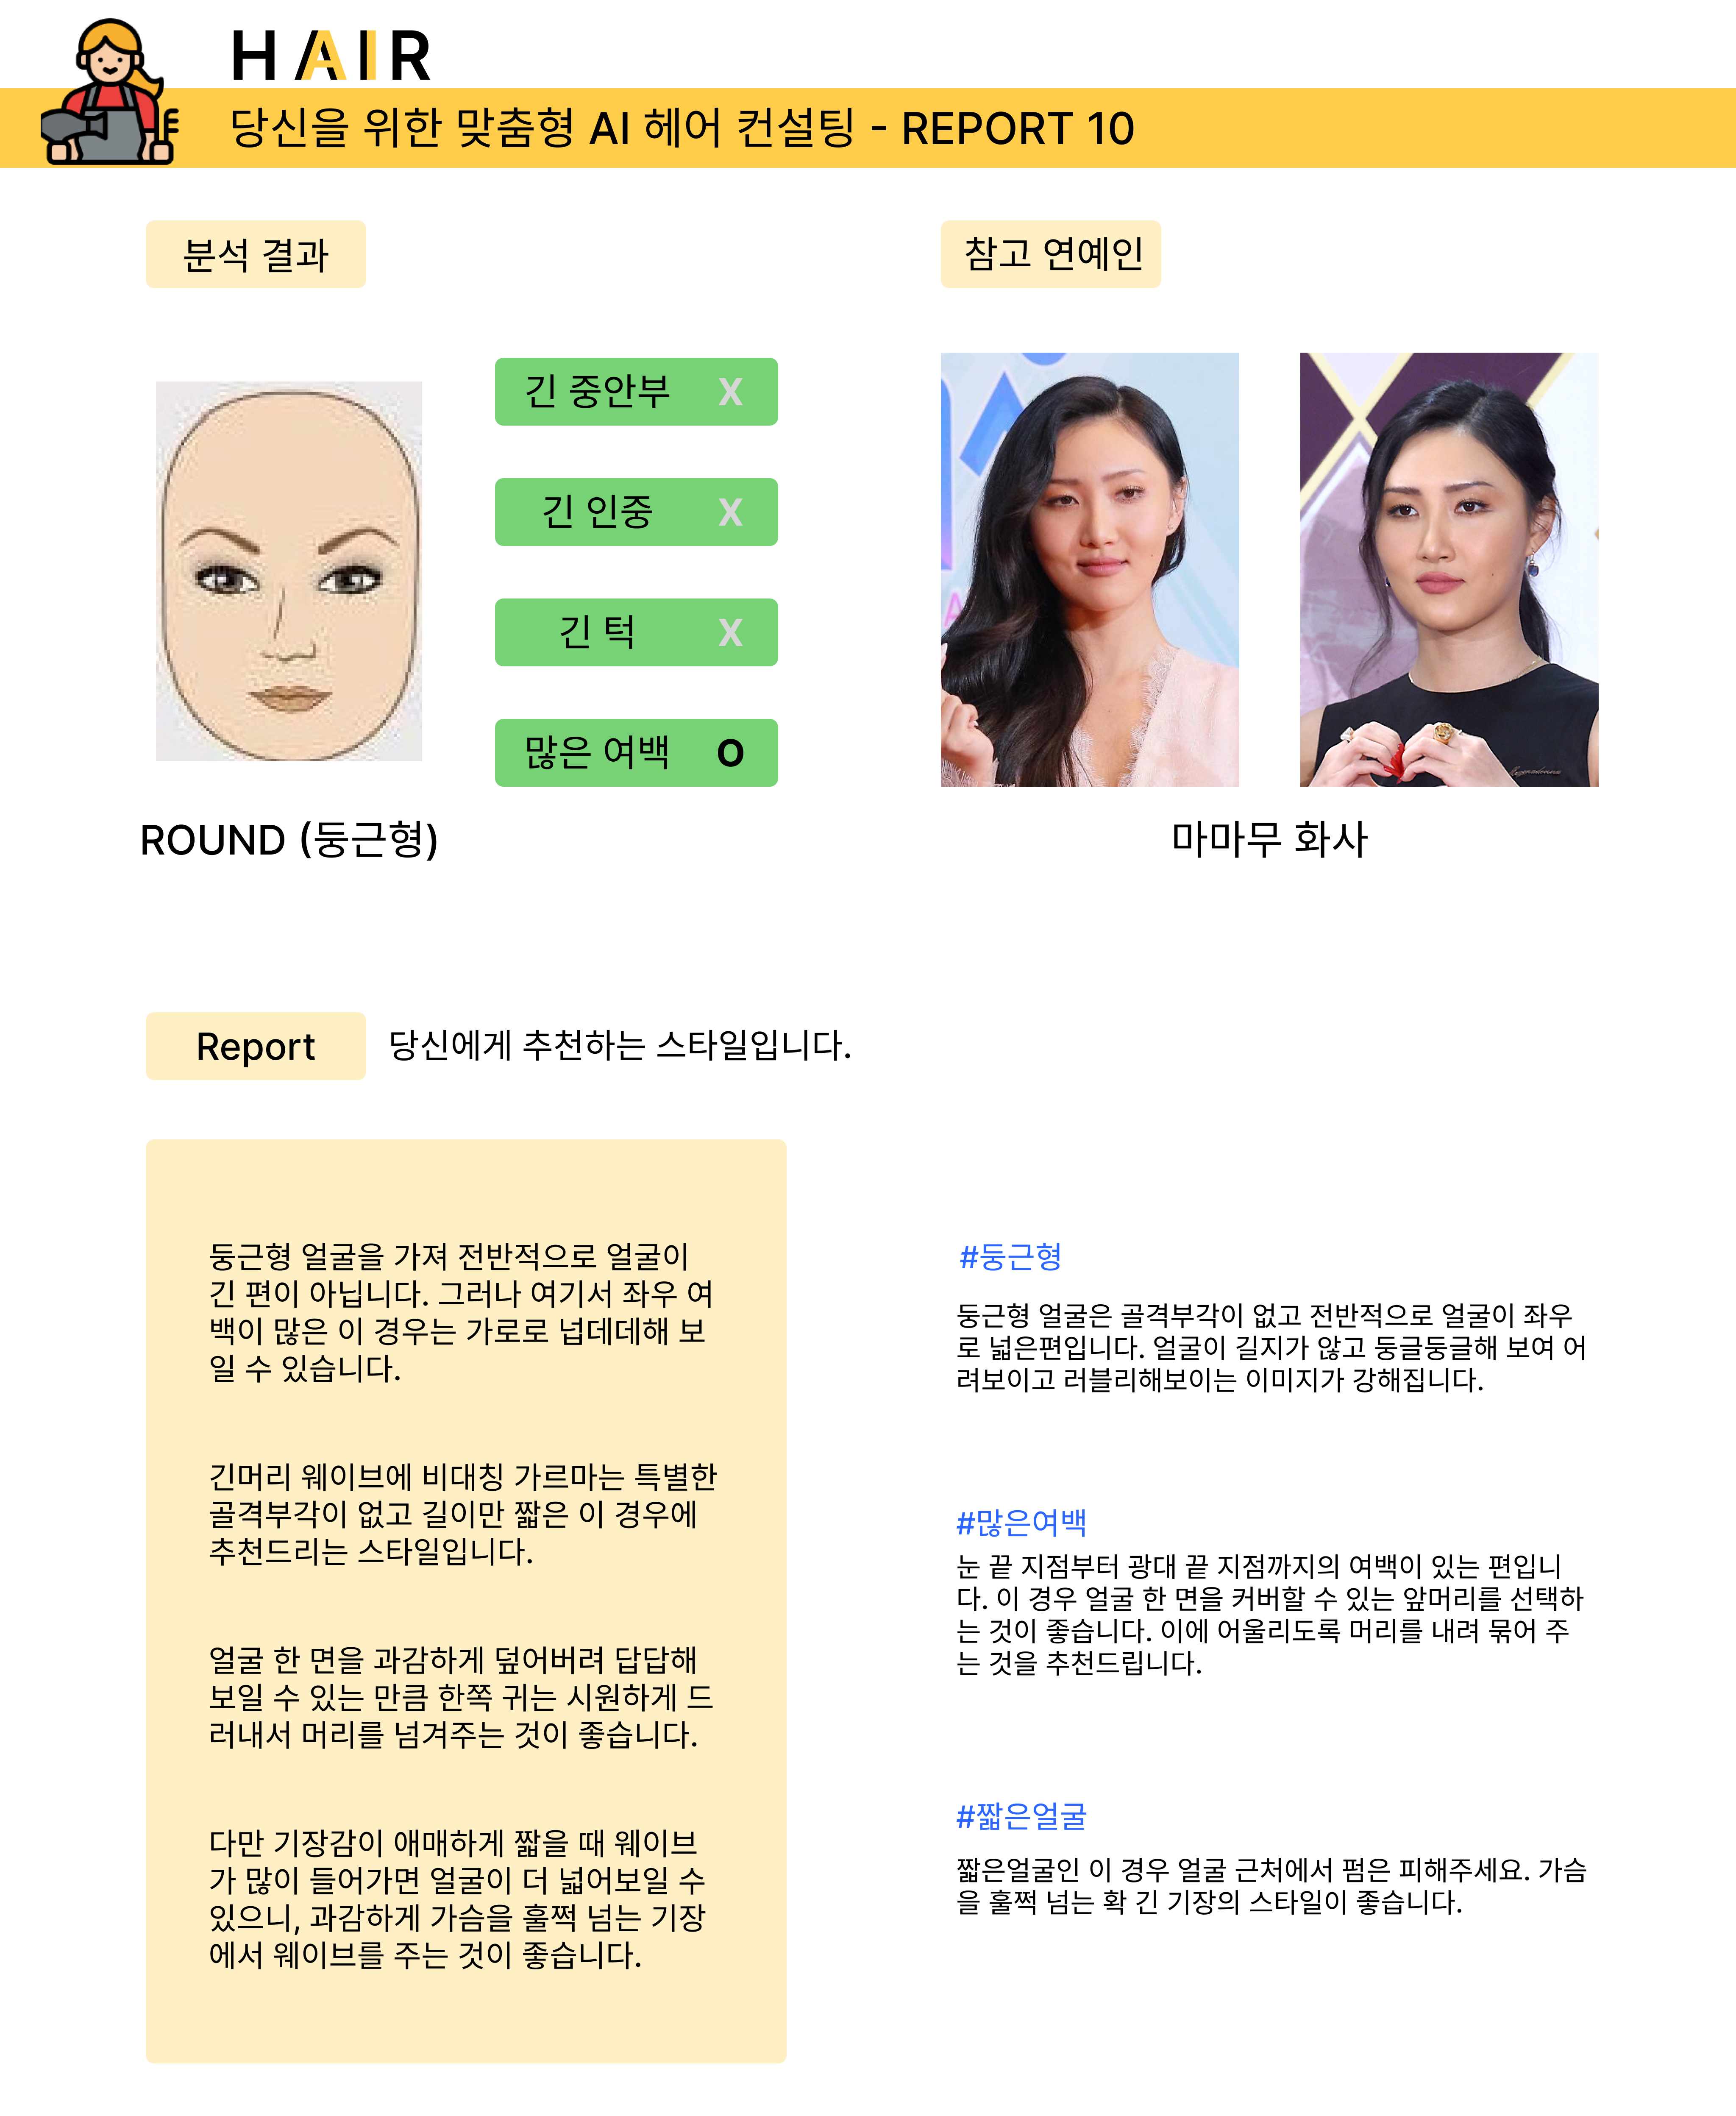 HAIR
당신을 위한 맞춤형 AI 헤어 컨설팅 - REPORT 10
분석 결과
참고 연예인
긴 중안부 X
긴 인중 X
긴 턱 X
많은 여백 O
ROUND (둥근형)
마마무 화사
Report
당신에게 추천하는 스타일입니다.
둥근형 얼굴을 가져 전반적으로 얼굴이
긴 편이 아닙니다. 그러나 여기서 좌우 여
백이 많은 이 경우는 가로로 넙데데해 보
일 수 있습니다.
긴머리 웨이브에 비대칭 가르마는 특별한
골격부각이 없고 길이만 짧은 이 경우에
추천드리는 스타일입니다.
얼굴 한 면을 과감하게 덮어버려 답답해
보일 수 있는 만큼 한쪽 귀는 시원하게 드
러내서 머리를 넘겨주는 것이 좋습니다.
다만 기장감이 애매하게 짧을 때 웨이브
가 많이 들어가면 얼굴이 더 넓어보일 수
있으니, 과감하게 가슴을 훌쩍 넘는 기장
에서 웨이브를 주는 것이 좋습니다.
#둥근형
둥근형 얼굴은 골격부각이 없고 전반적으로 얼굴이 좌우
로 넓은편입니다. 얼굴이 길지가 않고 둥글둥글해 보여 어
려보이고 러블리해보이는 이미지가 강해집니다.
#많은여백
눈 끝 지점부터 광대 끝 지점까지의 여백이 있는 편입니
다. 이 경우 얼굴 한 면을 커버할 수 있는 앞머리를 선택하
는 것이 좋습니다. 이에 어울리도록 머리를 내려 묶어 주
는 것을 추천드립니다.
#짧은얼굴
짧은얼굴인 이 경우 얼굴 근처에서 펌은 피해주세요. 가슴
을 훌쩍 넘는 확 긴 기장의 스타일이 좋습니다.